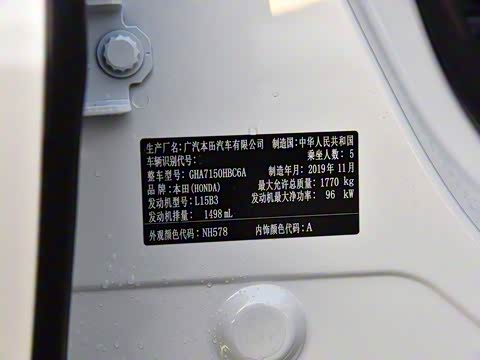 生产厂名:广汽本田汽车有限公司 制造国:中华人民共和国
车辆识别代号: 乘坐人数: 5
整车型号: GHA7150HBC6A 制造年月: 2019年11月
品牌:本田(HONDA) 最大允许总质量: 1770 kg
发动机型号: L15B3 发动机最大净功率: 96 kW
发动机排量: 1498 mL
外观颜色代码: NH578 内饰颜色代码: A